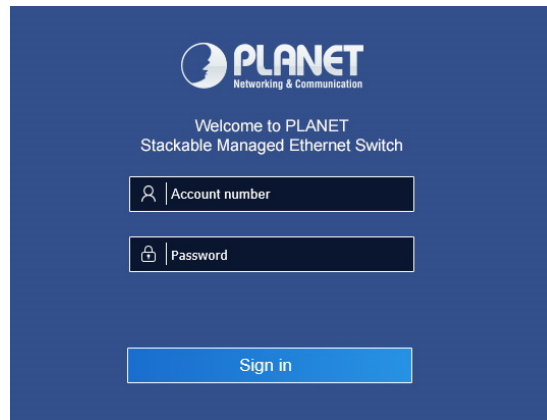 PLANET
Networking & Communication
Welcome to PLANET
Stackable Managed Ethernet Switch
Account number
Password
Sign in